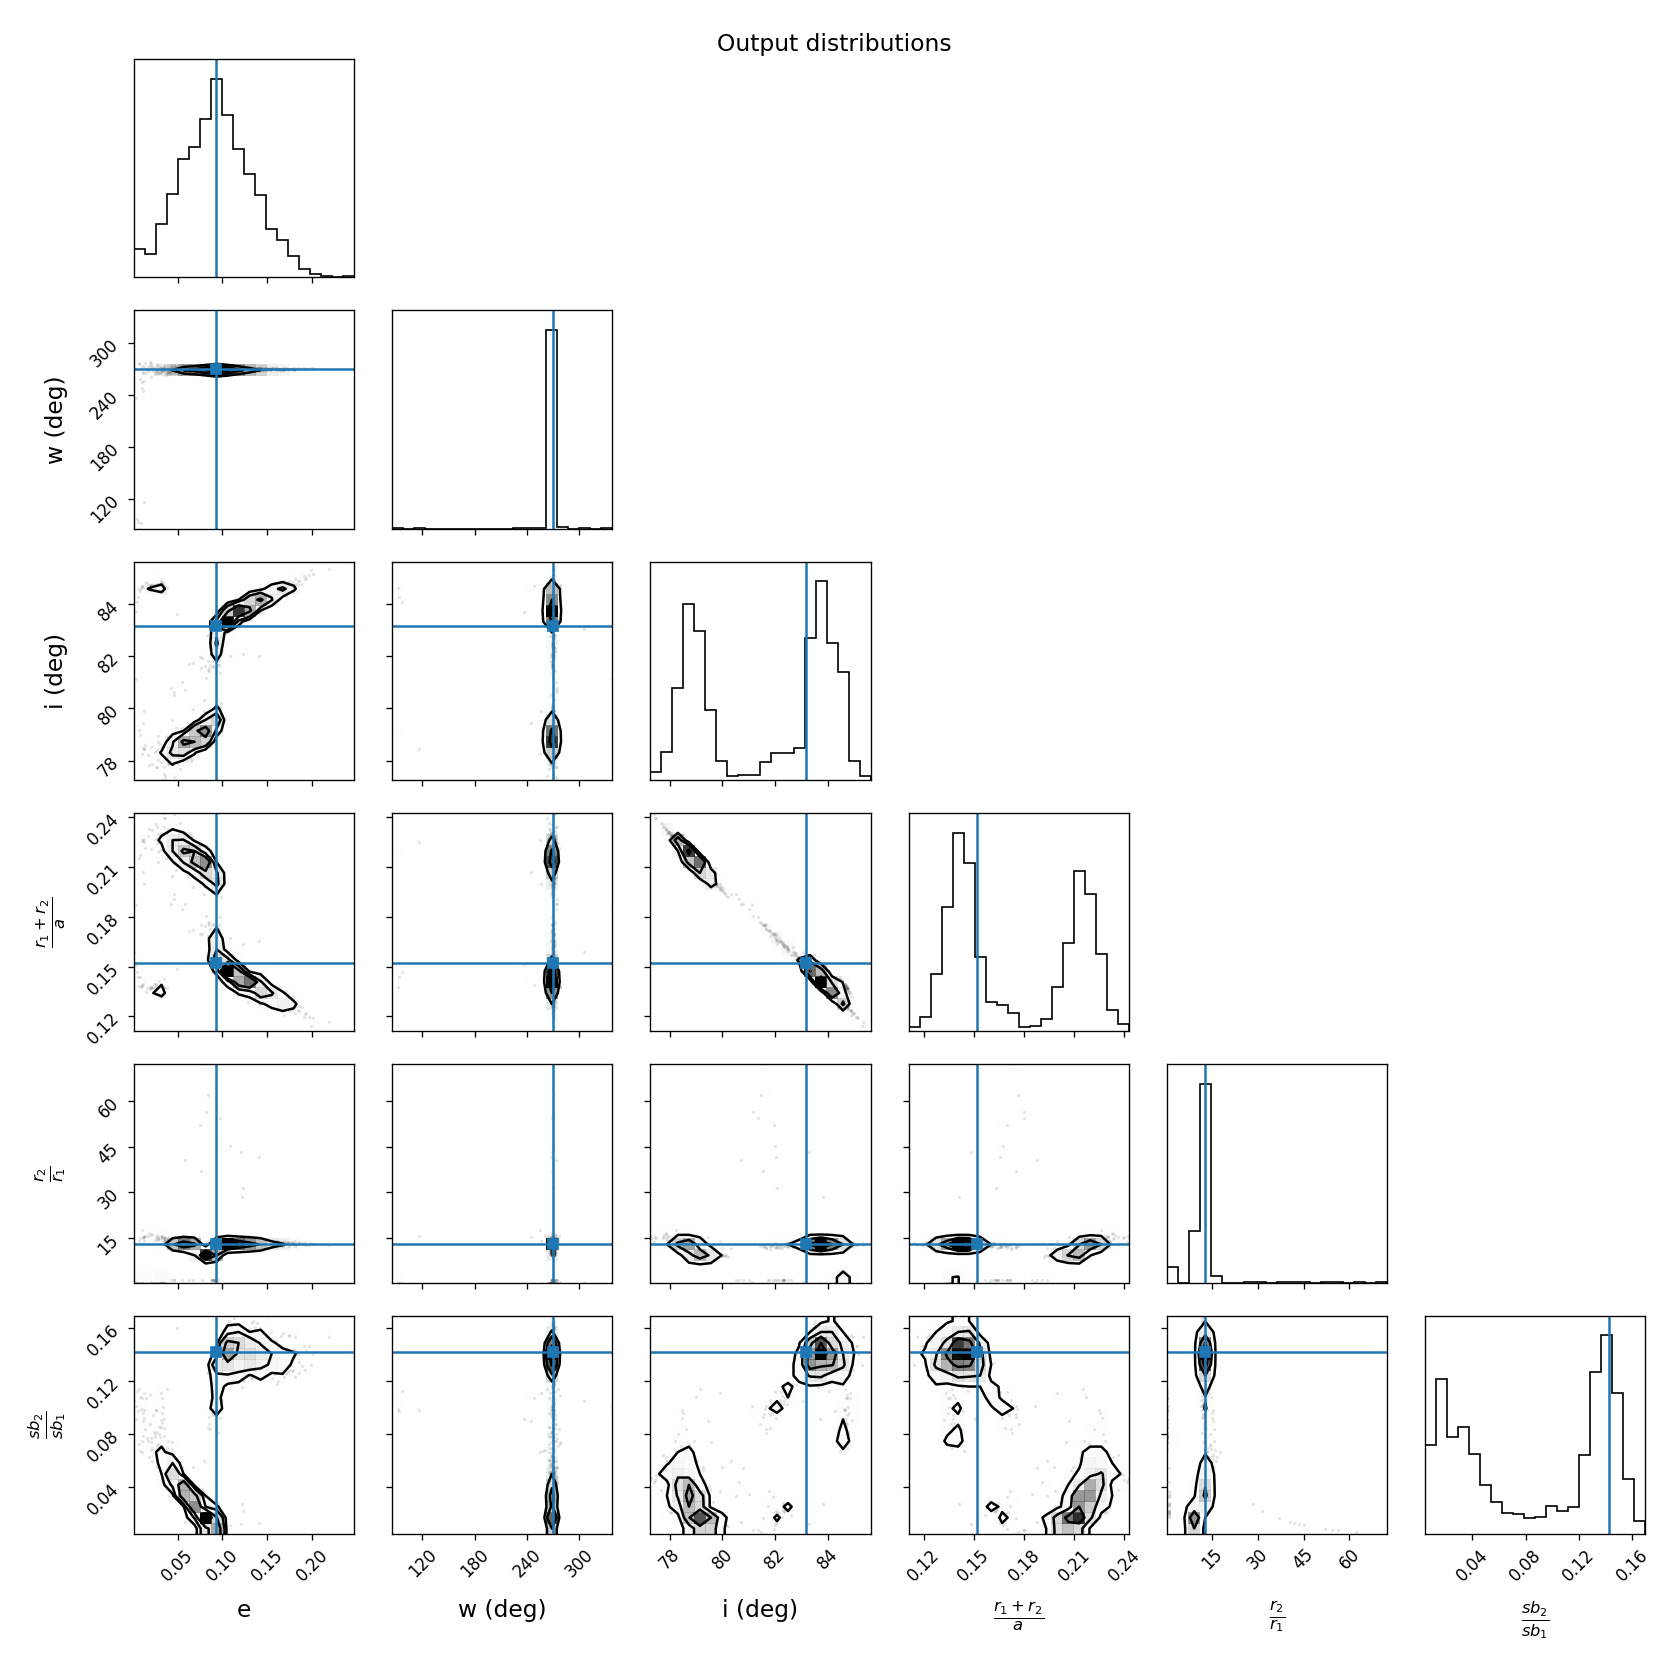 Output distributions
w (deg)
300
240
180
120
i (deg)
84
82
80
78
r₁ + r₂
a
0.24
0.21
0.18
0.15
0.12
r₂
r₁
60
45
30
15
sb₂
sb₁
0.16
0.12
0.08
0.04
0.05 0.10 0.15 0.20 120 180 240 300 78 80 82 84 0.12 0.15 0.18 0.21 0.24 15 30 45 60 0.04 0.08 0.12 0.16
e w (deg) i (deg)
r₁ + r₂
a
r₂
r₁
sb₂
sb₁